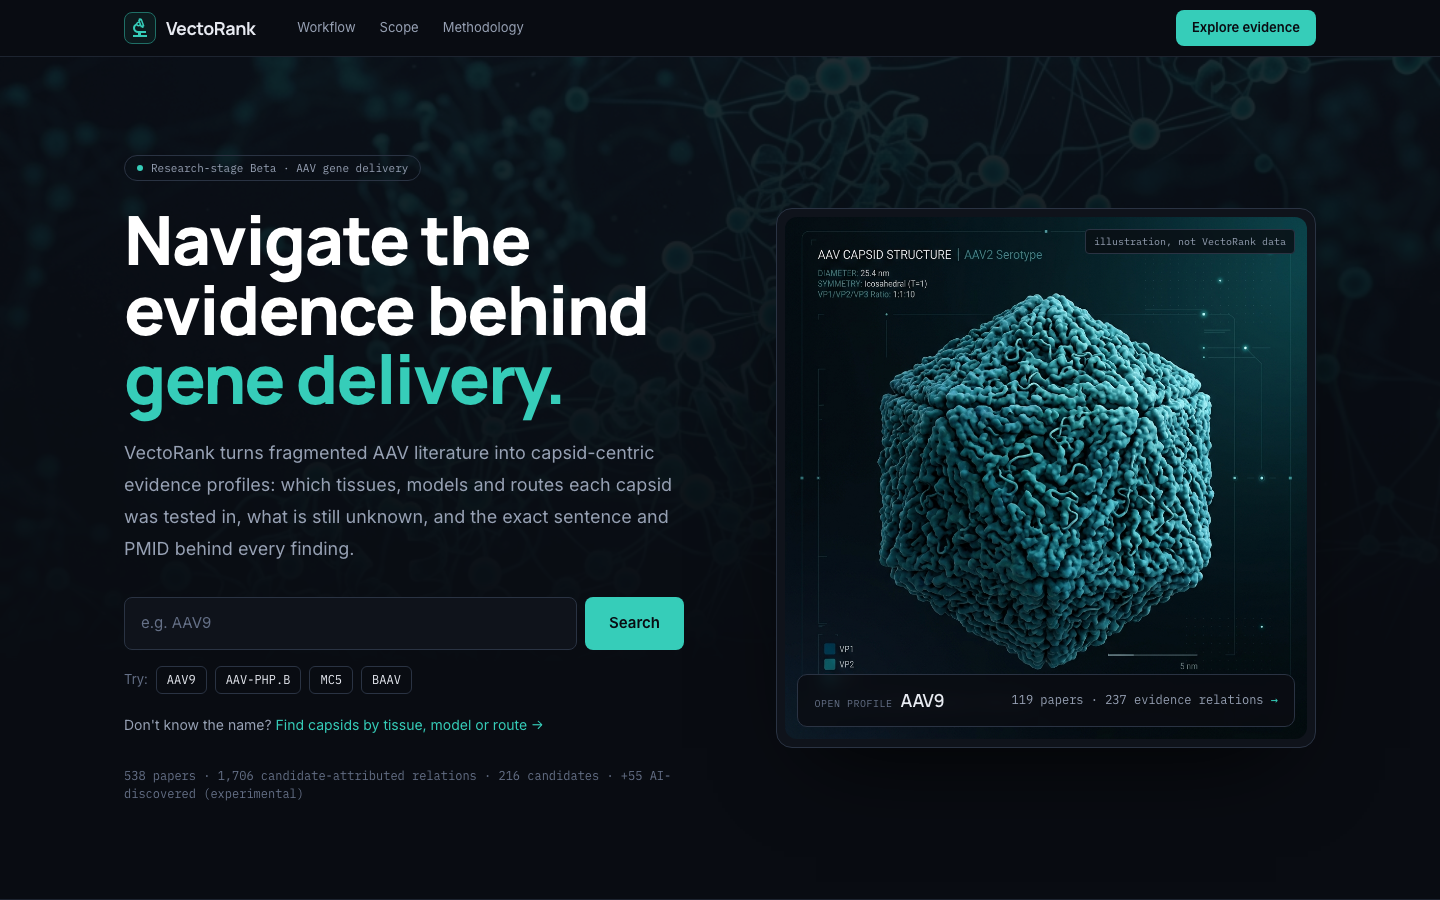 VectoRank
Workflow
Scope
Methodology
Explore evidence
Research-stage Beta · AAV gene delivery
Navigate the
evidence behind
gene delivery.
VectoRank turns fragmented AAV literature into capsid-centric
evidence profiles: which tissues, models and routes each capsid
was tested in, what is still unknown, and the exact sentence and
PMID behind every finding.
e.g. AAV9
Search
Try:
AAV9
AAV-PHP.B
MC5
BAAV
Don't know the name? Find capsids by tissue, model or route →
538 papers · 1,706 candidate-attributed relations · 216 candidates · +55 AI-
discovered (experimental)
illustration, not VectoRank data
AAV CAPSID STRUCTURE | AAV2 Serotype
DIAMETER: 25.4 nm
SYMMETRY: Icosahedral (T=1)
VP1/VP2/VP3 Ratio: 1:1:10
VP1
VP2
5 nm
OPEN PROFILE AAV9
119 papers · 237 evidence relations →